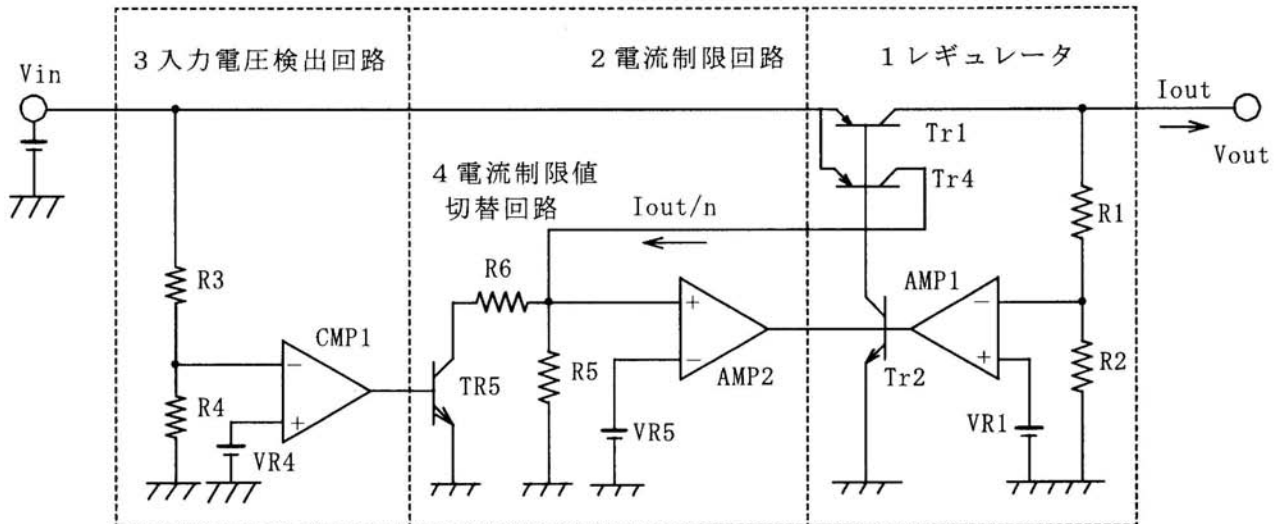 3入力電圧検出回路
2電流制限回路
1レギュレータ
Vin
Iout
Vout
Tr1
Tr4
4電流制限値
切替回路
Iout/n
R1
R3
R6
AMP1
−
+
CMP1
−
+
R4
VR4
TR5
R5
+
−
AMP2
VR5
Tr2
VR1
R2